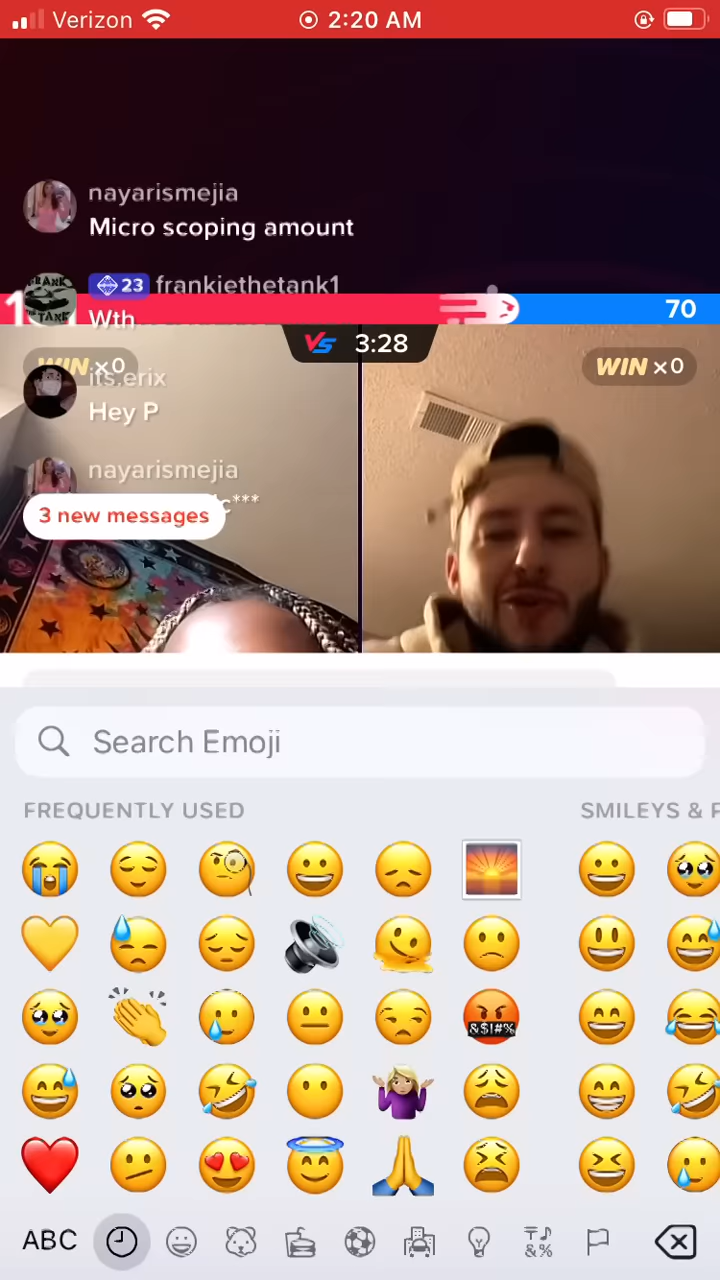 Verizon 2:20 AM
nayarismejia
Micro scoping amount
23 frankiethetank1
Wth
70
VS 3:28
WIN ×0
WIN ×0
its.erix
Hey P
nayarismejia
c***
3 new messages
Search Emoji
FREQUENTLY USED
SMILEYS &
ABC